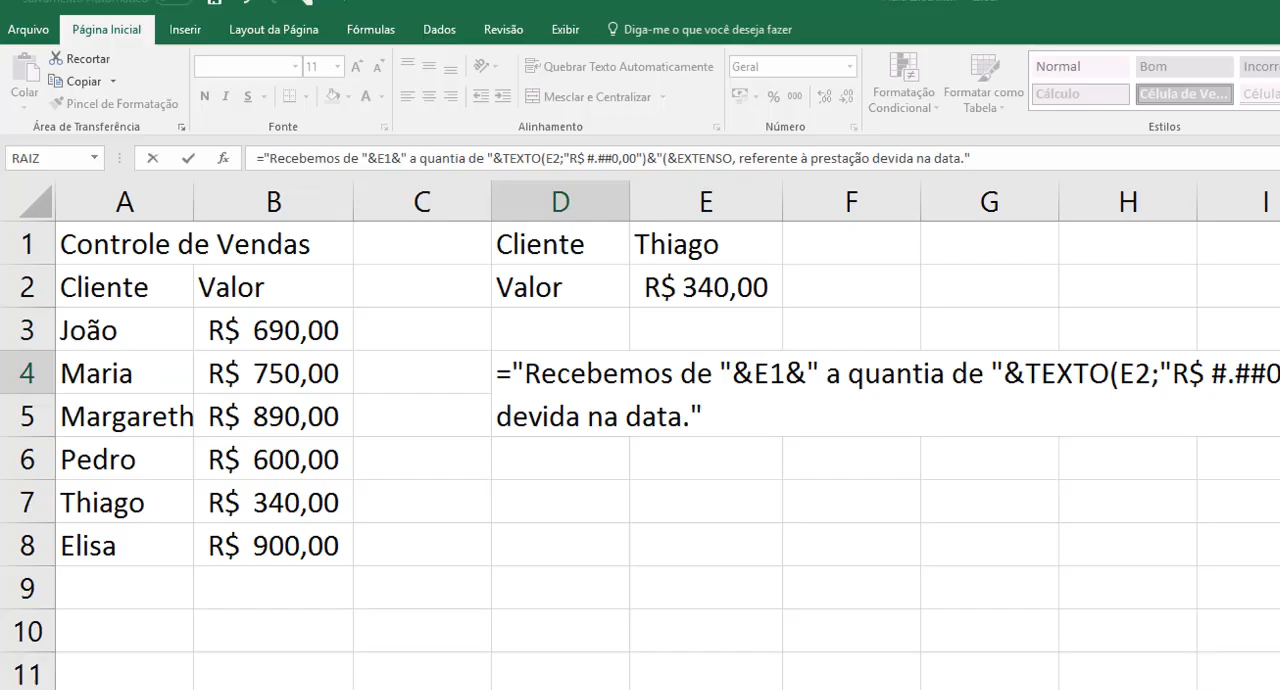 Arquivo Página Inicial Inserir Layout da Página Fórmulas Dados Revisão Exibir Diga-me o que você deseja fazer
Colar
Recortar
Copiar
Pincel de Formatação
Área de Transferência
11
N I S
Fonte
Quebrar Texto Automaticamente
Mesclar e Centralizar
Alinhamento
Geral
% 000
Número
Formatação Condicional
Formatar como Tabela
Normal Bom Incorr
Cálculo Célula de Ve... Célula
Estilos
RAIZ fx ="Recebemos de "&E1&" a quantia de "&TEXTO(E2;"R$ #.##0,00")&"(&EXTENSO, referente à prestação devida na data."
A B C D E F G H I
1 Controle de Vendas Cliente Thiago
2 Cliente Valor Valor R$ 340,00
3 João R$ 690,00
4 Maria R$ 750,00 ="Recebemos de "&E1&" a quantia de "&TEXTO(E2;"R$ #.##0
5 Margareth R$ 890,00 devida na data."
6 Pedro R$ 600,00
7 Thiago R$ 340,00
8 Elisa R$ 900,00
9
10
11